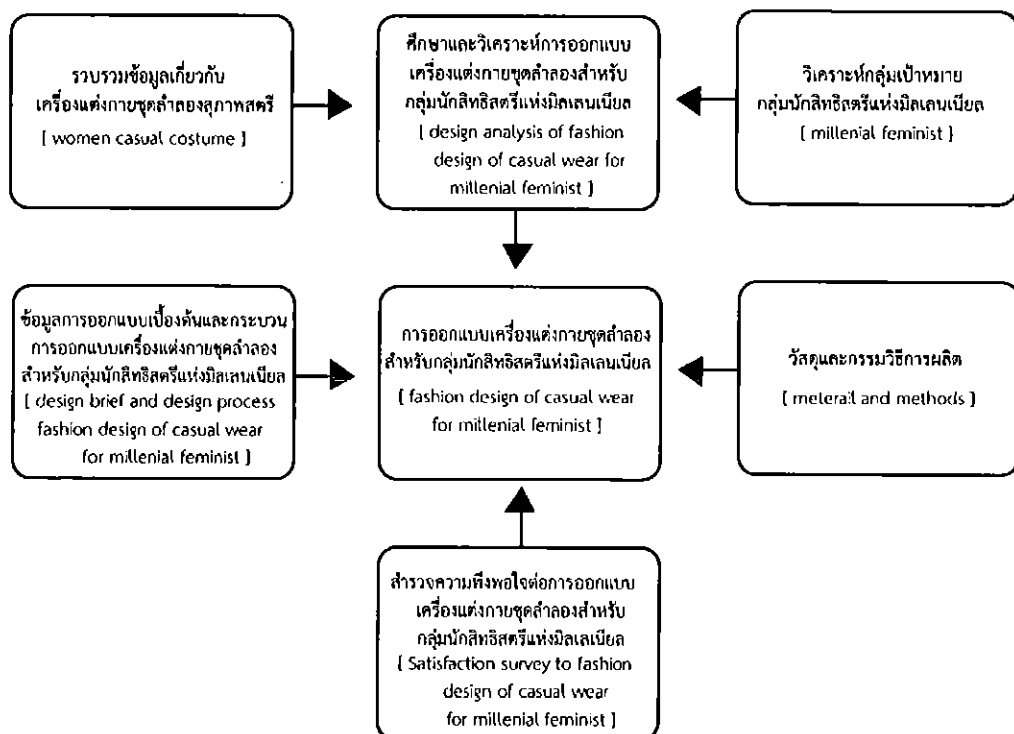 รวบรวมข้อมูลเกี่ยวกับ
เครื่องแต่งกายชุดลำลองสุภาพสตรี
[ women casual costume ]
ศึกษาและวิเคราะห์การออกแบบ
เครื่องแต่งกายชุดลำลองสำหรับ
กลุ่มนักสิทธิสตรีแห่งมิลเลนเนียล
[ design analysis of fashion
design of casual wear for
millenial feminist ]
วิเคราะห์กลุ่มเป้าหมาย
กลุ่มนักสิทธิสตรีแห่งมิลเลนเนียล
[ millenial feminist ]
ข้อมูลการออกแบบเบื้องต้นและกระบวน
การออกแบบเครื่องแต่งกายชุดลำลอง
สำหรับกลุ่มนักสิทธิสตรีแห่งมิลเลนเนียล
[ design brief and design process
fashion design of casual wear
for millenial feminist ]
การออกแบบเครื่องแต่งกายชุดลำลอง
สำหรับกลุ่มนักสิทธิสตรีแห่งมิลเลนเนียล
[ fashion design of casual wear
for millenial feminist ]
วัสดุและกรรมวิธีการผลิต
[ meterail and methods ]
สำรวจความพึงพอใจต่อการออกแบบ
เครื่องแต่งกายชุดลำลองสำหรับ
กลุ่มนักสิทธิสตรีแห่งมิลเลเนียล
[ Satisfaction survey to fashion
design of casual wear
for millenial feminist ]